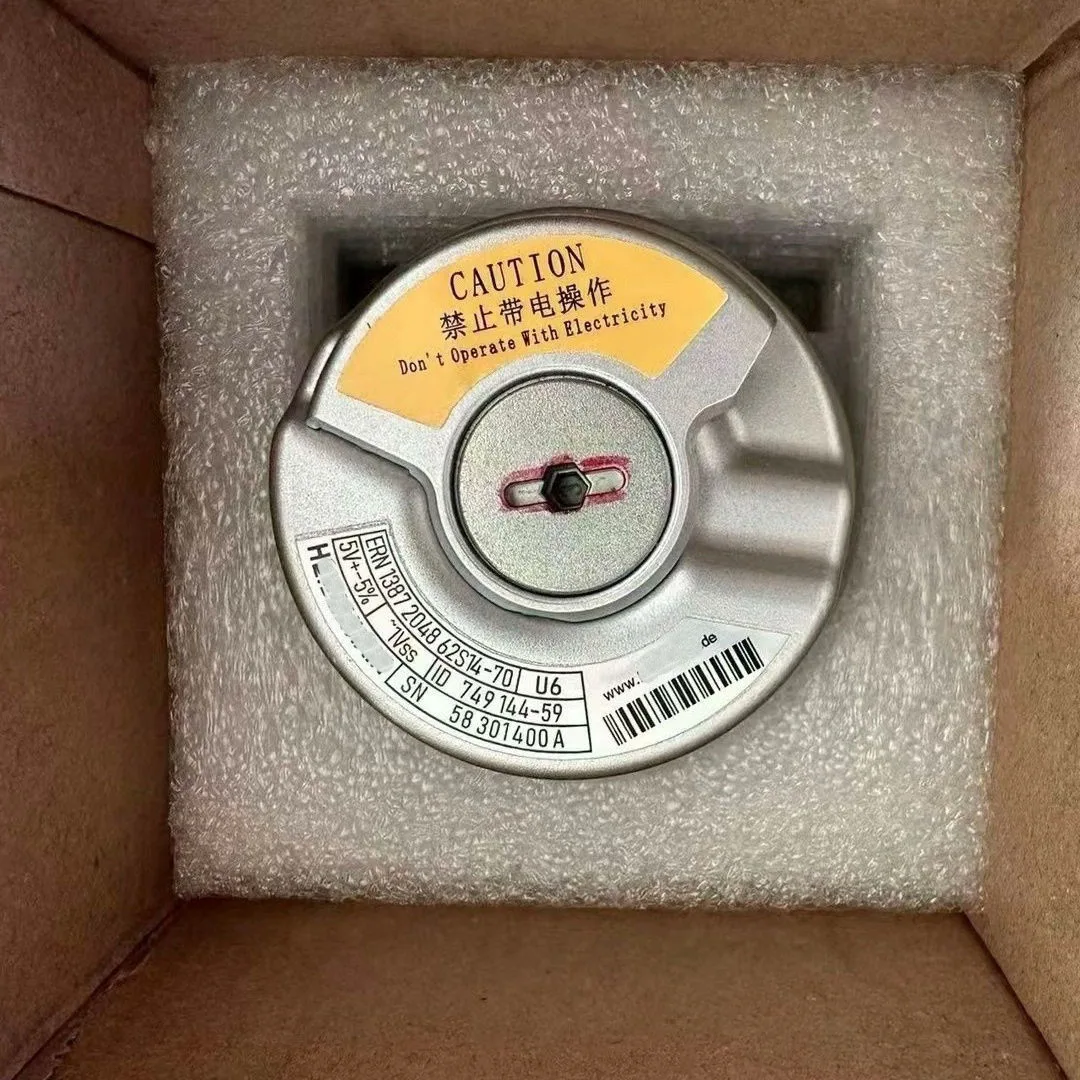 CAUTION
禁止带电操作
Don't Operate With Electricity
ERN 1387 2048 62S14-70 U6
5V+-5% ~1Vss ID 749 144-59
SN 58 301400 A
www.
de